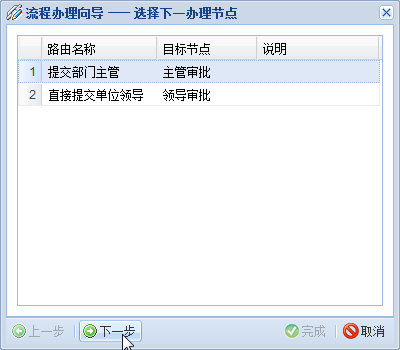 流程办理向导 —— 选择下一办理节点
路由名称 目标节点 说明
1 提交部门主管 主管审批
2 直接提交单位领导 领导审批
上一步 下一步 完成 取消